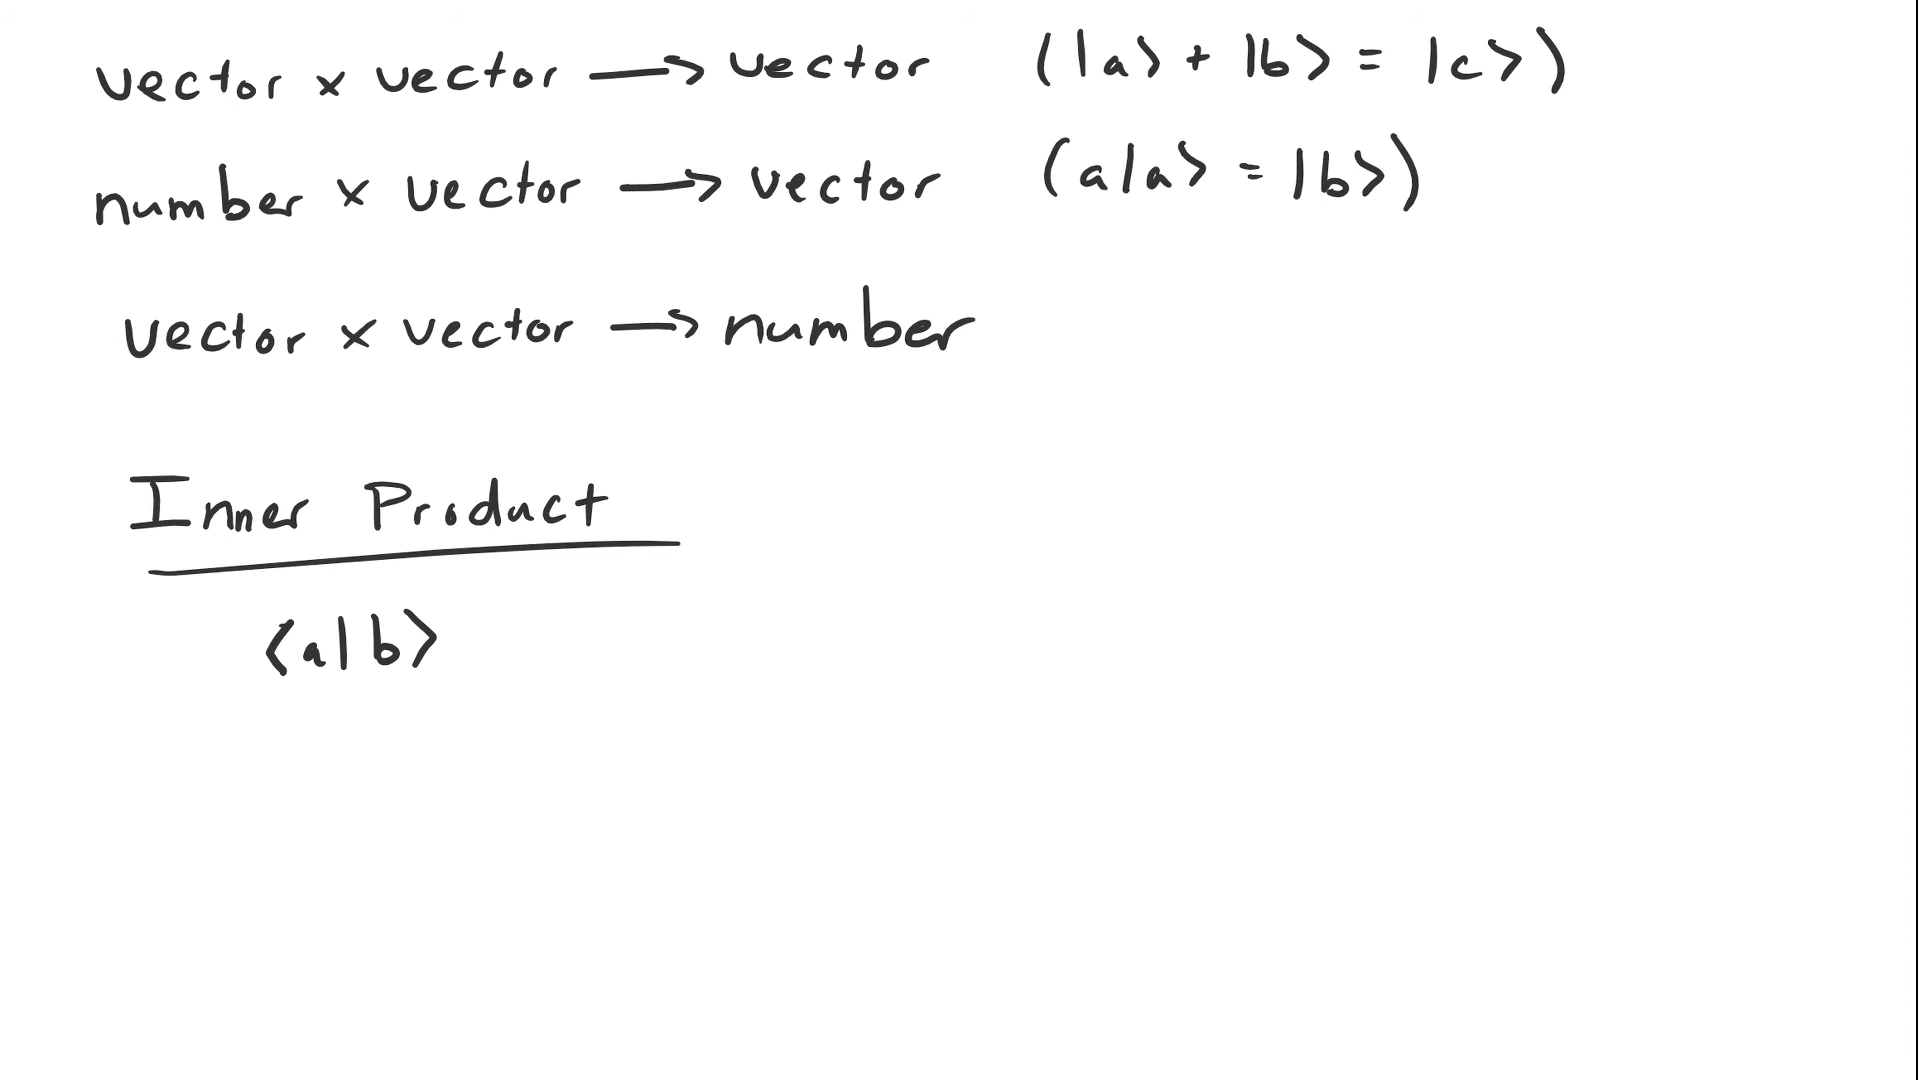 vector × vector ⟶ vector (|a⟩ + |b⟩ = |c⟩)
number × vector ⟶ vector (a|a⟩ = |b⟩)
vector × vector ⟶ number
Inner Product
⟨a|b⟩